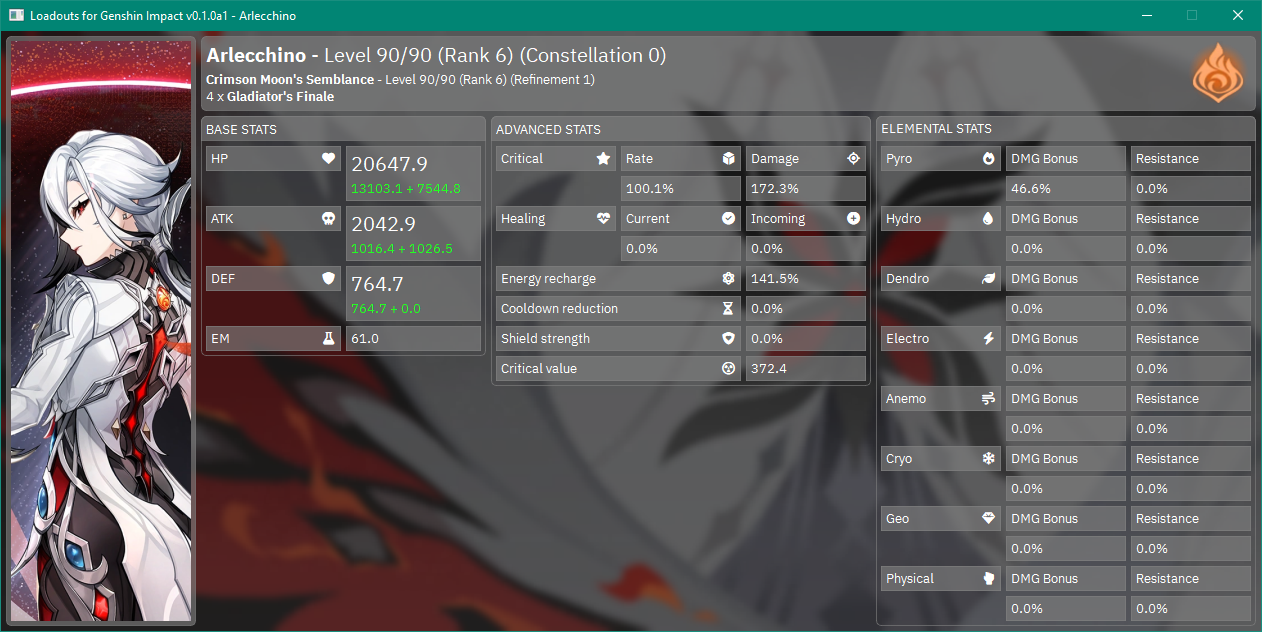 Loadouts for Genshin Impact v0.1.0a1 - Arlecchino
Arlecchino - Level 90/90 (Rank 6) (Constellation 0)
Crimson Moon's Semblance - Level 90/90 (Rank 6) (Refinement 1)
4 x Gladiator's Finale
BASE STATS
HP
20647.9
13103.1 + 7544.8
ATK
2042.9
1016.4 + 1026.5
DEF
764.7
764.7 + 0.0
EM
61.0
ADVANCED STATS
Critical
Rate
Damage
100.1%
172.3%
Healing
Current
Incoming
0.0%
0.0%
Energy recharge
141.5%
Cooldown reduction
0.0%
Shield strength
0.0%
Critical value
372.4
ELEMENTAL STATS
Pyro
DMG Bonus
Resistance
46.6%
0.0%
Hydro
DMG Bonus
Resistance
0.0%
0.0%
Dendro
DMG Bonus
Resistance
0.0%
0.0%
Electro
DMG Bonus
Resistance
0.0%
0.0%
Anemo
DMG Bonus
Resistance
0.0%
0.0%
Cryo
DMG Bonus
Resistance
0.0%
0.0%
Geo
DMG Bonus
Resistance
0.0%
0.0%
Physical
DMG Bonus
Resistance
0.0%
0.0%